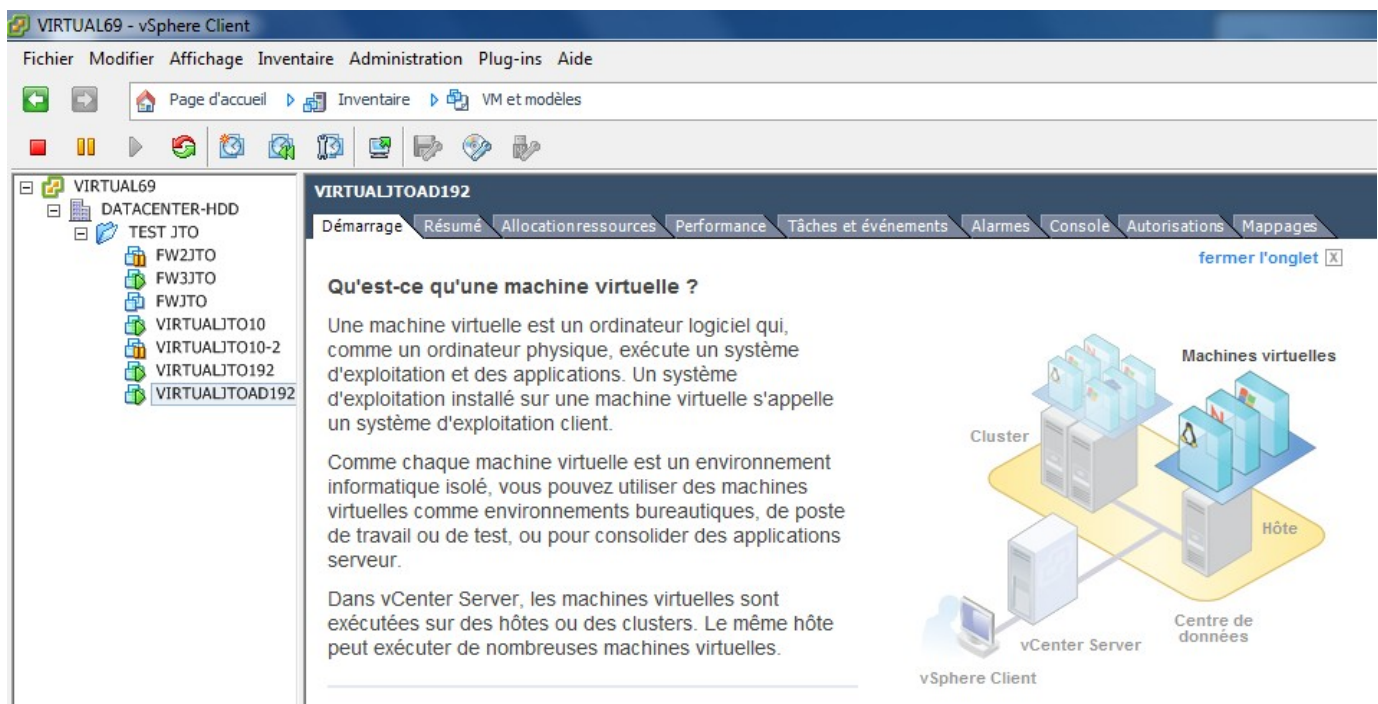 VIRTUAL69 - vSphere Client
Fichier Modifier Affichage Inventaire Administration Plug-ins Aide
Page d'accueil Inventaire VM et modèles
VIRTUAL69
DATACENTER-HDD
TEST JTO
FW2JTO
FW3JTO
FWJTO
VIRTUALJTO10
VIRTUALJTO10-2
VIRTUALJTO192
VIRTUALJTOAD192
VIRTUALJTOAD192
Démarrage Résumé Allocation ressources Performance Tâches et événements Alarmes Console Autorisations Mappages
fermer l'onglet X
Qu'est-ce qu'une machine virtuelle ?
Une machine virtuelle est un ordinateur logiciel qui,
comme un ordinateur physique, exécute un système
d'exploitation et des applications. Un système
d'exploitation installé sur une machine virtuelle s'appelle
un système d'exploitation client.
Comme chaque machine virtuelle est un environnement
informatique isolé, vous pouvez utiliser des machines
virtuelles comme environnements bureautiques, de poste
de travail ou de test, ou pour consolider des applications
serveur.
Dans vCenter Server, les machines virtuelles sont
exécutées sur des hôtes ou des clusters. Le même hôte
peut exécuter de nombreuses machines virtuelles.
Machines virtuelles
Cluster
Hôte
Centre de
données
vCenter Server
vSphere Client